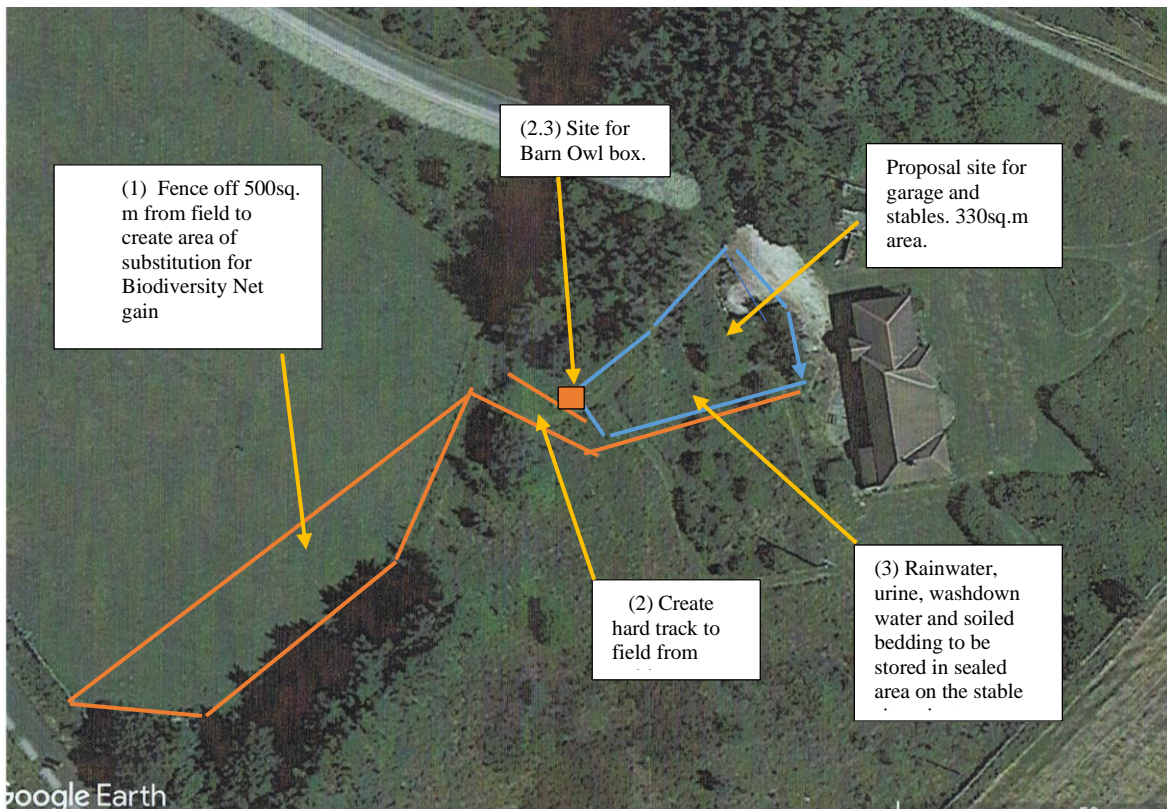 (2.3) Site for
Barn Owl box.
(1) Fence off 500sq.
m from field to
create area of
substitution for
Biodiversity Net
gain
Proposal site for
garage and
stables. 330sq.m
area.
(2) Create
hard track to
field from
(3) Rainwater,
urine, washdown
water and soiled
bedding to be
stored in sealed
area on the stable
Google Earth